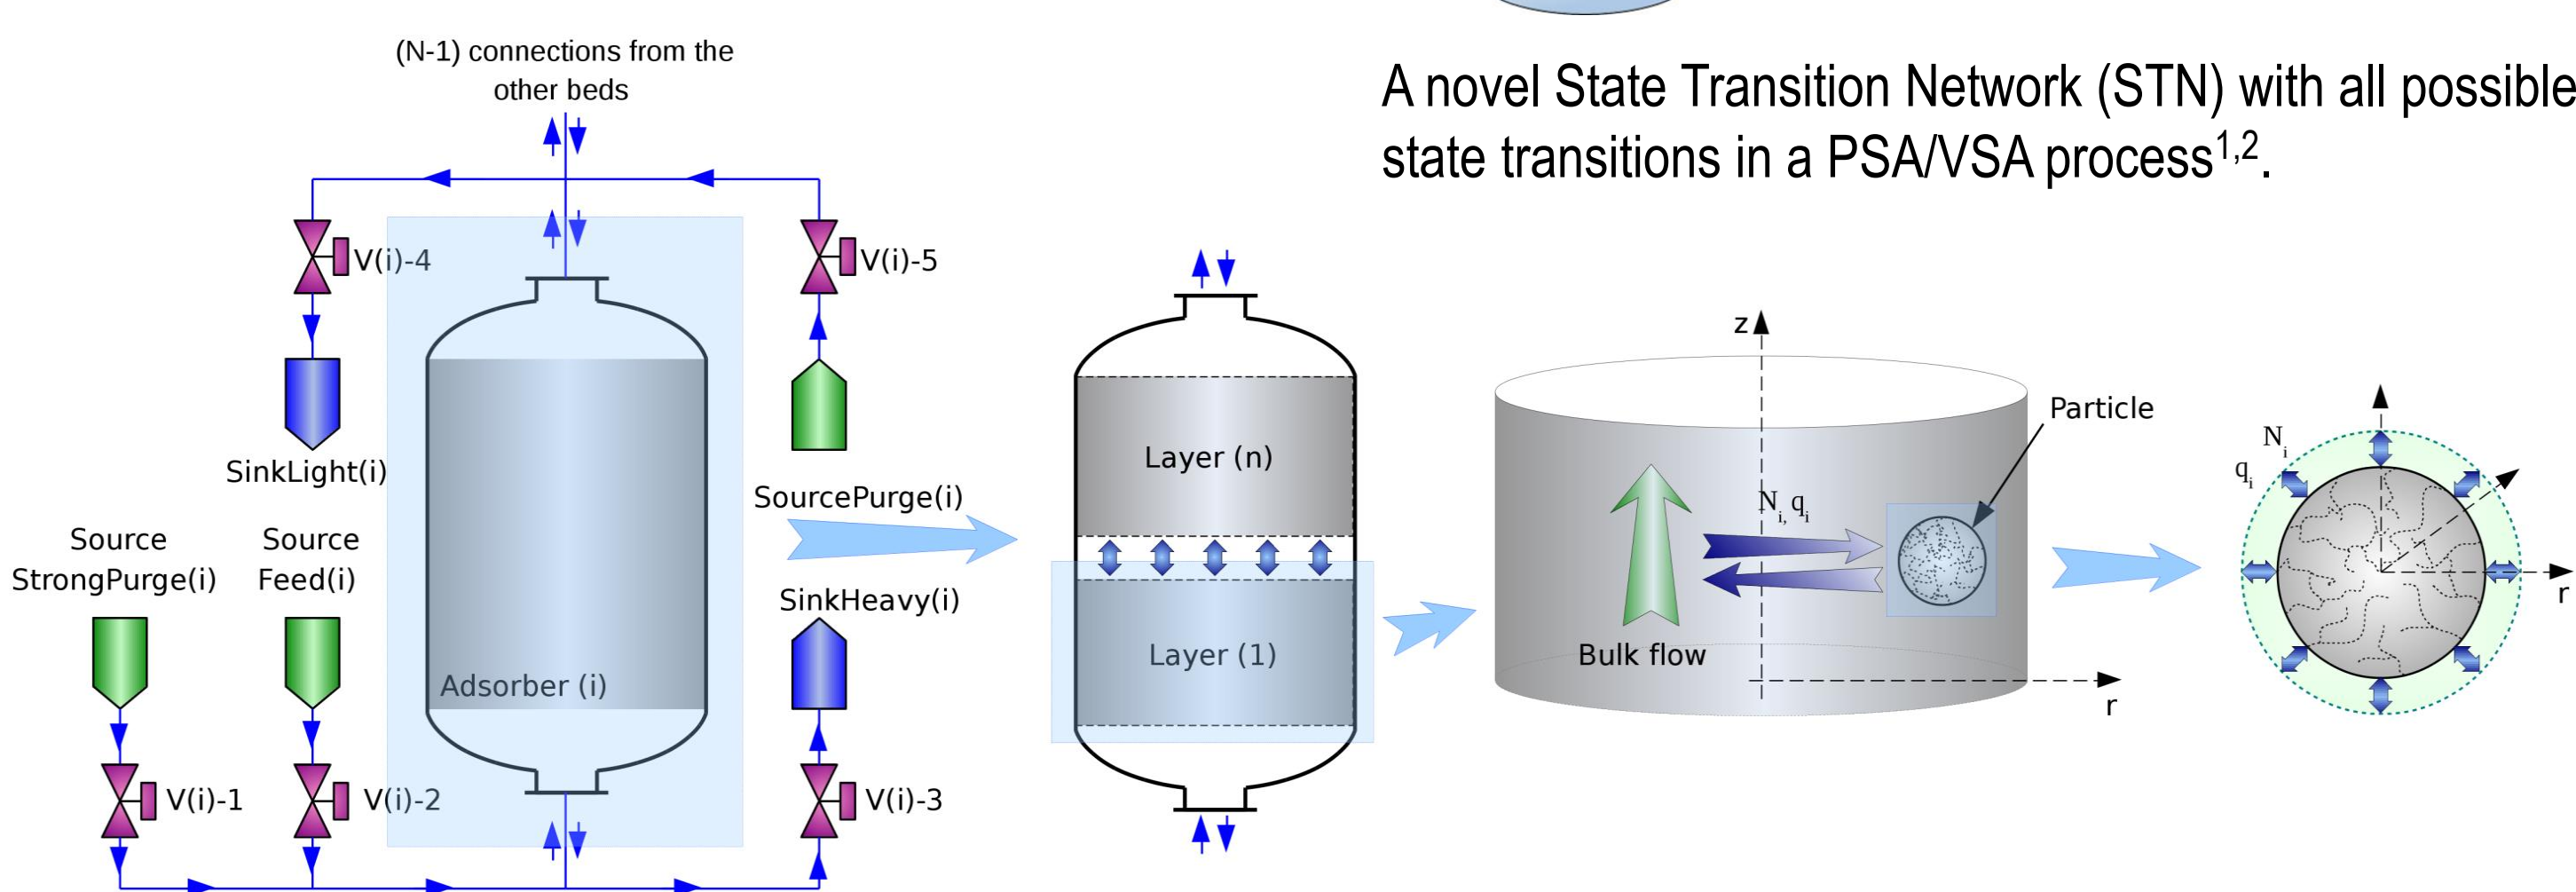 (N-1) connections from the
other beds
A novel State Transition Network (STN) with all possible
state transitions in a PSA/VSA process1,2.
V(i)-4
V(i)-5
SinkLight(i)
SourcePurge(i)
Source
StrongPurge(i)
Source
Feed(i)
SinkHeavy(i)
Adsorber (i)
V(i)-1
V(i)-2
V(i)-3
Layer (n)
Layer (1)
z
Particle
Ni, qi
Bulk flow
r
Ni
qi
r